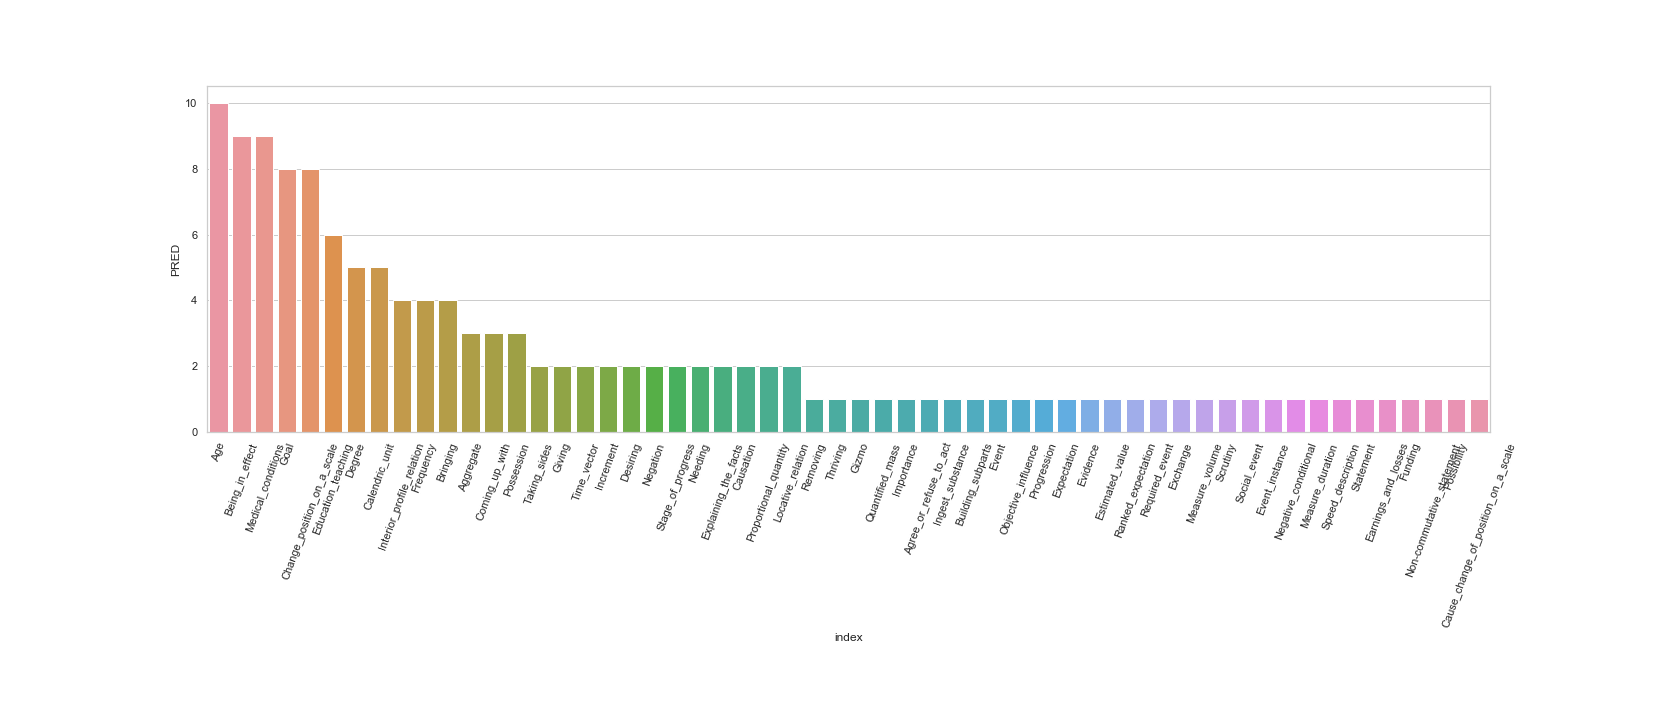 10
8
6
4
2
0
PRED
Age
Being_in_effect
Medical_conditions
Goal
Change_position_on_a_scale
Education_teaching
Degree
Calendric_unit
Interior_profile_relation
Frequency
Bringing
Aggregate
Coming_up_with
Possession
Taking_sides
Giving
Time_vector
Increment
Desiring
Negation
Stage_of_progress
Needing
Explaining_the_facts
Causation
Proportional_quantity
Locative_relation
Removing
Thriving
Gizmo
Quantified_mass
Importance
Agree_or_refuse_to_act
Ingest_substance
Building_subparts
Event
Objective_influence
Progression
Expectation
Evidence
Estimated_value
Ranked_expectation
Required_event
Exchange
Measure_volume
Scrutiny
Social_event
Event_instance
Negative_conditional
Measure_duration
Speed_description
Statement
Earnings_and_losses
Funding
Non-commutative_statement
Possibility
Cause_change_of_position_on_a_scale
index